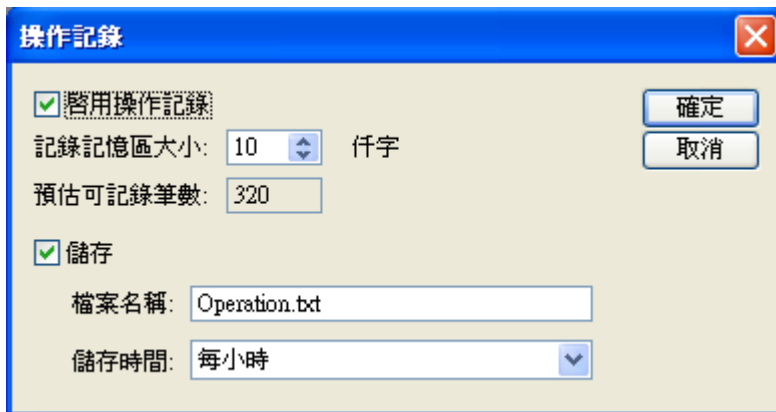 操作記錄
啓用操作記錄
確定
記錄記憶區大小: 10 仟字
取消
預估可記錄筆數: 320
儲存
檔案名稱: Operation.txt
儲存時間: 每小時